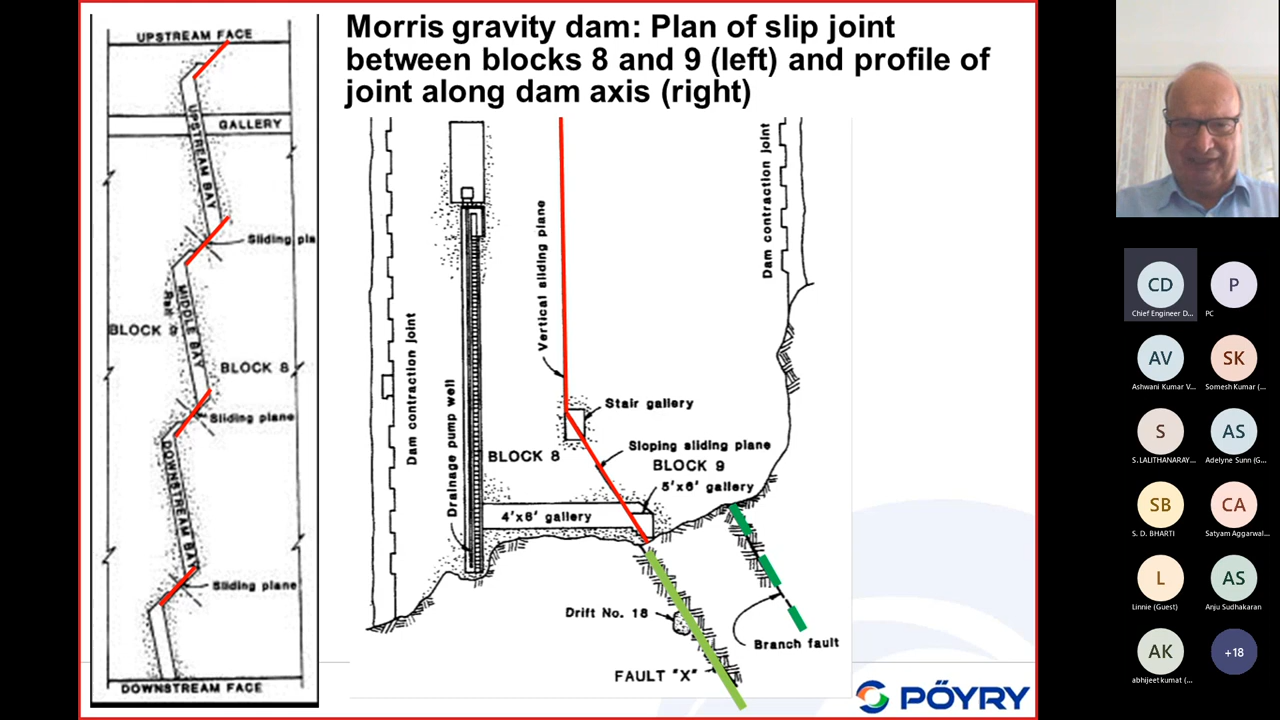 Morris gravity dam: Plan of slip joint
between blocks 8 and 9 (left) and profile of
joint along dam axis (right)
UPSTREAM FACE
GALLERY
UPSTREAM BAY
Sliding pla
MIDDLE BAY
BLOCK 9
BLOCK 8
Sliding plane
DOWNSTREAM BAY
Sliding plane
DOWNSTREAM FACE
Dam contraction joint
Drainage pump well
Vertical sliding plane
Dam contraction joint
Stair gallery
Sloping sliding plane
BLOCK 8
BLOCK 9
5'x6' gallery
4'x6' gallery
Drift No. 18
Branch fault
FAULT "X"
PÖYRY
CD
Chief Engineer D...
P
PC
AV
Ashwani Kumar V...
SK
Somesh Kumar (...
S
S. LALITHANARAY...
AS
Adelyne Sunn (G...
SB
S. D. BHARTI
CA
Satyam Aggarwal...
L
Linnie (Guest)
AS
Anju Sudhakaran
AK
abhijeet kumat (...
+18